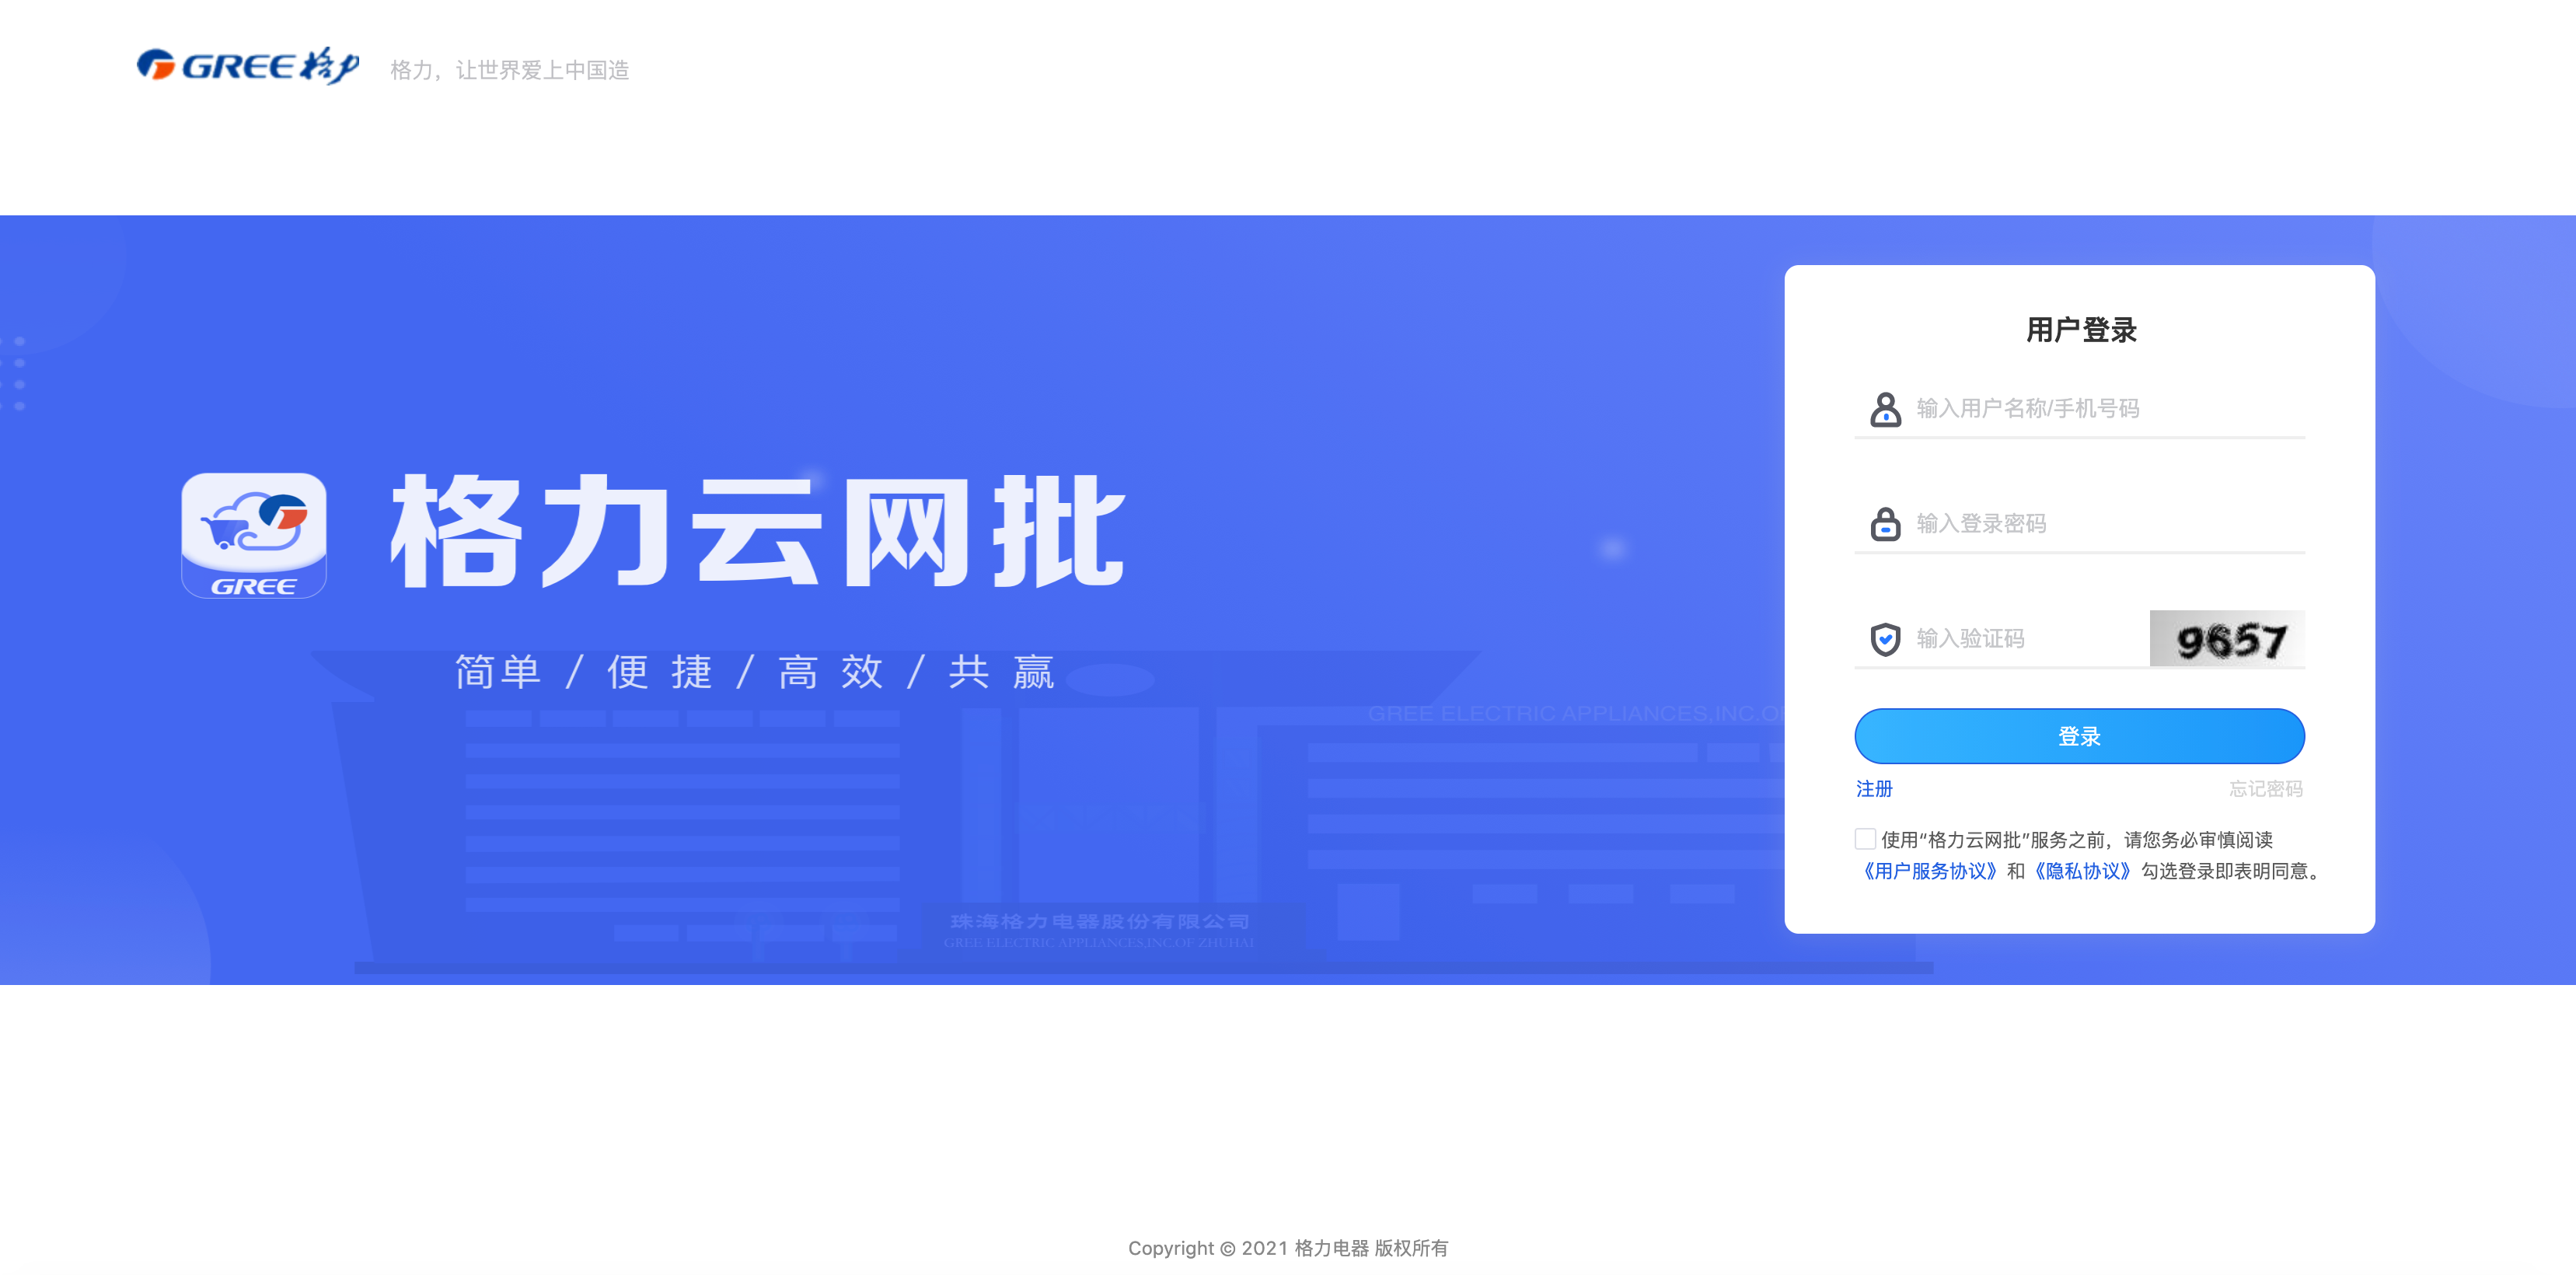 GREE格力
格力，让世界爱上中国造
用户登录
输入用户名称/手机号码
格力云网批
GREE
输入登录密码
简单 / 便 捷 / 高 效 / 共 赢
输入验证码
9657
GREE ELECTRIC APPLIANCES,INC.OF
登录
注册
忘记密码
使用“格力云网批”服务之前，请您务必审慎阅读
《用户服务协议》和《隐私协议》勾选登录即表明同意。
珠海格力电器股份有限公司
GREE ELECTRIC APPLIANCES,INC.OF ZHUHAI
Copyright © 2021 格力电器 版权所有